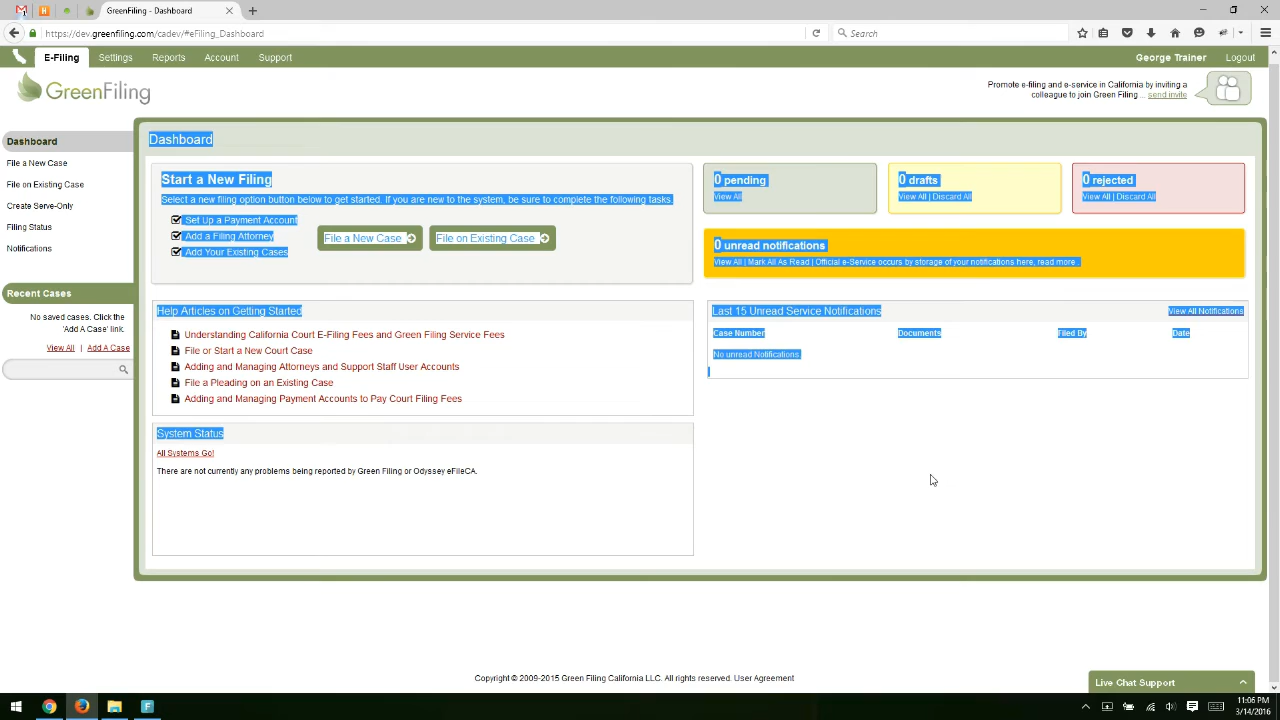 GreenFiling - Dashboard
https://dev.greenfiling.com/cadev/#eFiling_Dashboard
Search
E-Filing
Settings
Reports
Account
Support
George Trainer
Logout
GreenFiling
Promote e-filing and e-service in California by inviting a
colleague to join Green Filing... send invite
Dashboard
File a New Case
File on Existing Case
Create Serve-Only
Filing Status
Notifications
Recent Cases
No saved cases. Click the
'Add A Case' link.
View All | Add A Case
Dashboard
Start a New Filing
Select a new filing option button below to get started. If you are new to the system, be sure to complete the following tasks.
Set Up a Payment Account
Add a Filing Attorney
Add Your Existing Cases
File a New Case
File on Existing Case
0 pending
View All
0 drafts
View All | Discard All
0 rejected
View All | Discard All
0 unread notifications
View All | Mark All As Read | Official e-Service occurs by storage of your notifications here, read more...
Help Articles on Getting Started
Understanding California Court E-Filing Fees and Green Filing Service Fees
File or Start a New Court Case
Adding and Managing Attorneys and Support Staff User Accounts
File a Pleading on an Existing Case
Adding and Managing Payment Accounts to Pay Court Filing Fees
Last 15 Unread Service Notifications
View All Notifications
Case Number
Documents
Filed By
Date
No unread Notifications.
System Status
All Systems Go!
There are not currently any problems being reported by Green Filing or Odyssey eFileCA.
Copyright © 2009-2015 Green Filing California LLC. All rights reserved. User Agreement
Live Chat Support
11:06 PM
3/14/2016